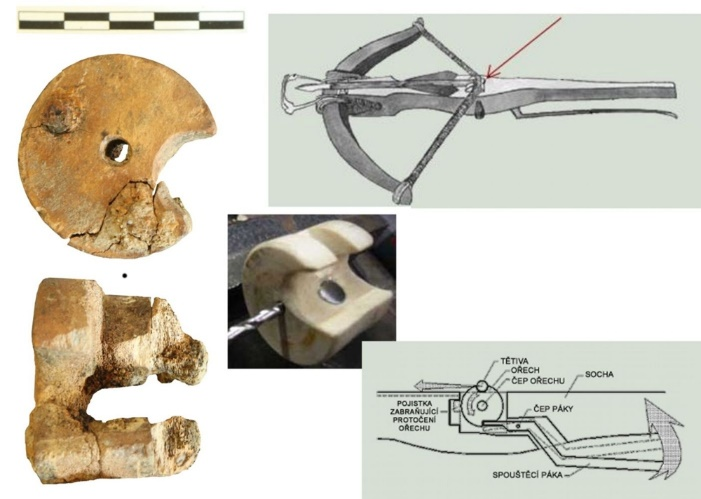 TĚTIVA
OŘECH
ČEP OŘECHU
SOCHA
POJISTKA
ZABRAŇUJÍCÍ
PROTOČENÍ
OŘECHU
ČEP PÁKY
SPOUŠTĚCÍ PÁKA